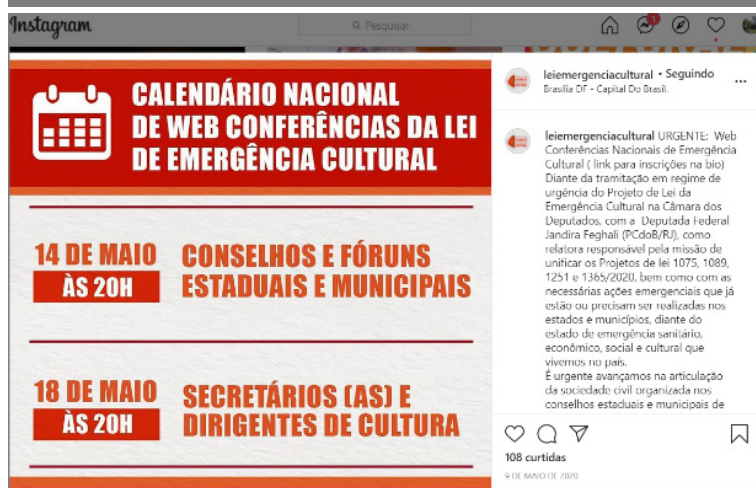 Instagram
Pesquisar
CALENDÁRIO NACIONAL
DE WEB CONFERÊNCIAS DA LEI
DE EMERGÊNCIA CULTURAL
14 DE MAIO
ÀS 20H
CONSELHOS E FÓRUNS
ESTADUAIS E MUNICIPAIS
18 DE MAIO
ÀS 20H
SECRETÁRIOS (AS) E
DIRIGENTES DE CULTURA
leiemergenciacultural • Seguindo
Brasília DF - Capital Do Brasil.
leiemergenciacultural URGENTE: Web
Conferências Nacionais de Emergência
Cultural ( link para inscrições na bio)
Diante da tramitação em regime de
urgência do Projeto de Lei da
Emergência Cultural na Câmara dos
Deputados, com a Deputada Federal
Jandira Feghali (PCdoB/RJ), como
relatora responsável pela missão de
unificar os Projetos de lei 1075, 1089,
1251 e 1365/2020, bem como com as
necessárias ações emergenciais que já
estão ou precisam ser realizadas nos
estados e municípios, diante do
estado de emergência sanitário,
econômico, social e cultural que
vivemos no país.
É urgente avançamos na articulação
da sociedade civil organizada nos
conselhos estaduais e municipais de
108 curtidas
9 DE MAIO DE 2020